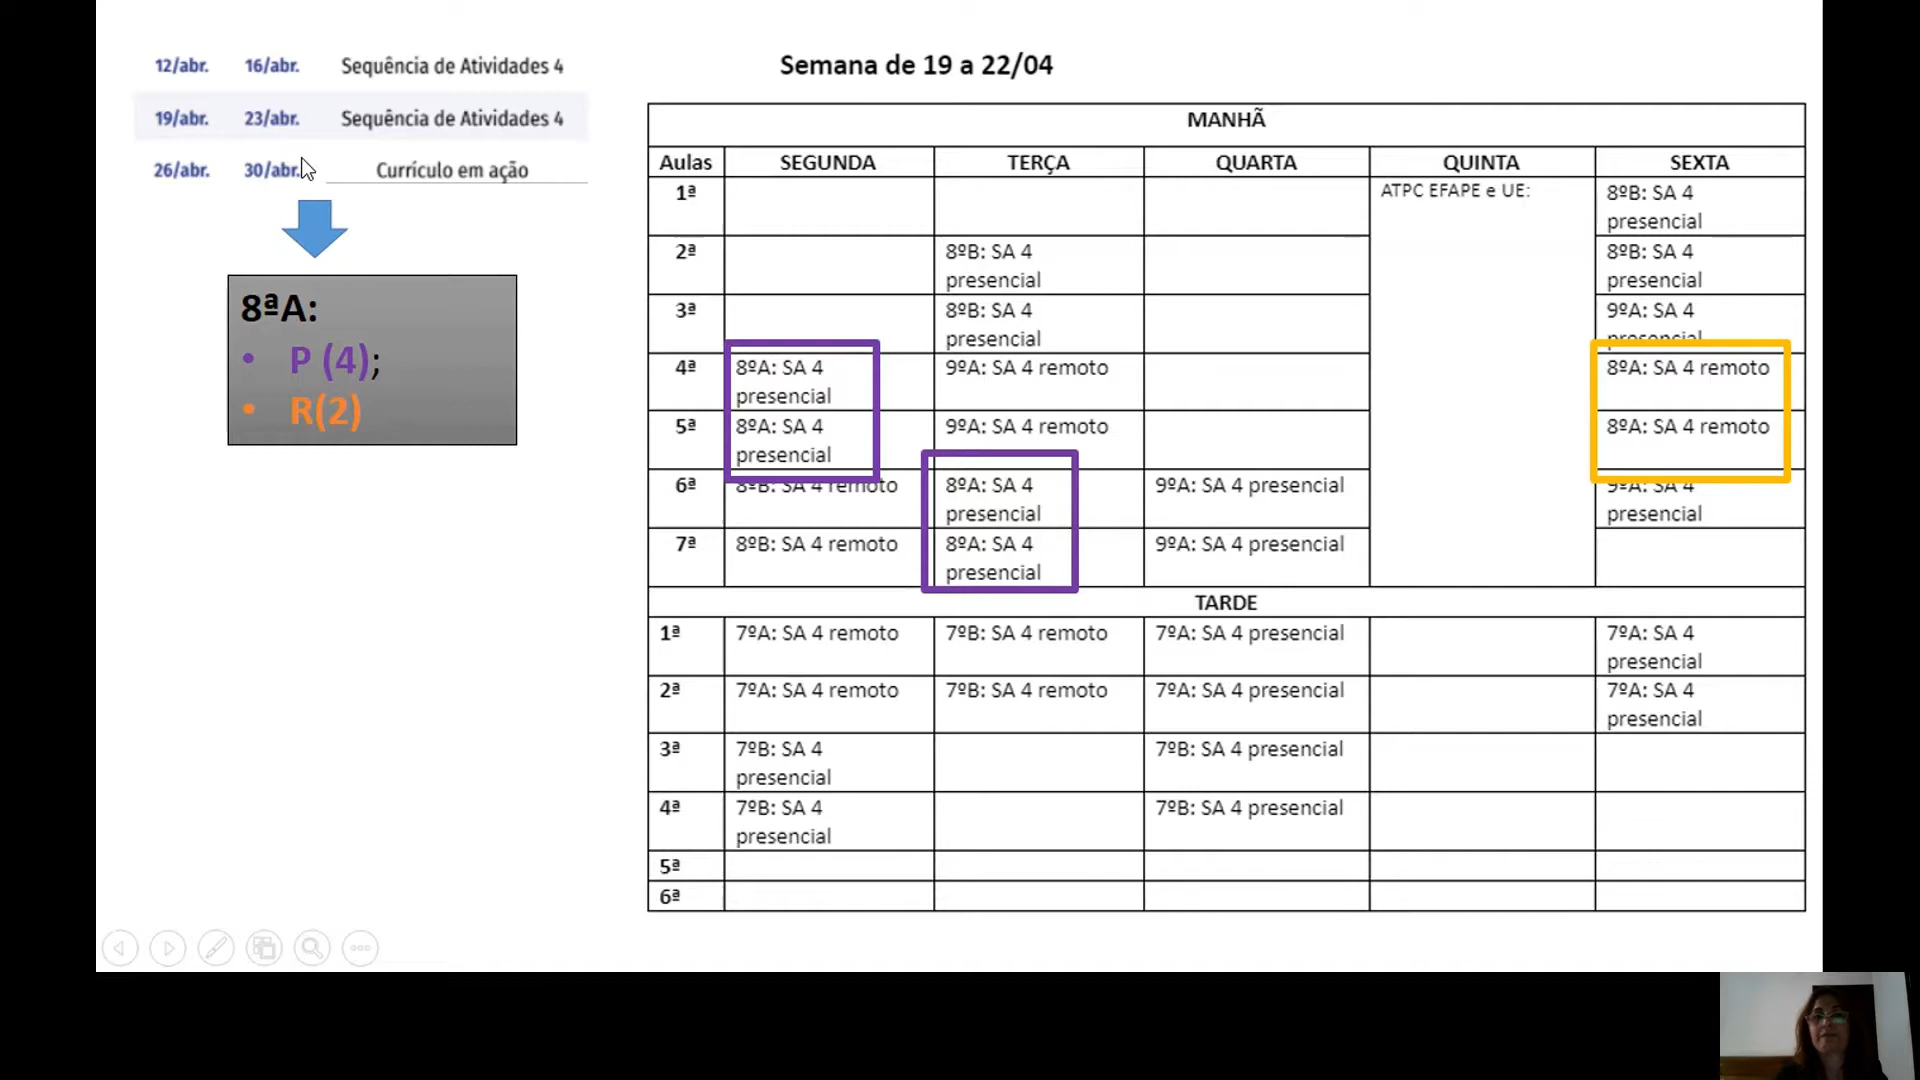 12/abr. 16/abr. Sequência de Atividades 4
19/abr. 23/abr. Sequência de Atividades 4
26/abr. 30/abr. Currículo em ação
8ªA:
• P (4);
• R(2)
Semana de 19 a 22/04
MANHÃ
Aulas SEGUNDA TERÇA QUARTA QUINTA SEXTA
1ª ATPC EFAPE e UE: 8ºB: SA 4
presencial
2ª 8ºB: SA 4 8ºB: SA 4
presencial presencial
3ª 8ºB: SA 4 9ºA: SA 4
presencial presencial
4ª 8ºA: SA 4 9ºA: SA 4 remoto 8ºA: SA 4 remoto
presencial
5ª 8ºA: SA 4 9ºA: SA 4 remoto 8ºA: SA 4 remoto
presencial
6ª 8ºB: SA 4 remoto 8ºA: SA 4 9ºA: SA 4 presencial 9ºA: SA 4
presencial presencial
7ª 8ºB: SA 4 remoto 8ºA: SA 4 9ºA: SA 4 presencial
presencial
TARDE
1ª 7ºA: SA 4 remoto 7ºB: SA 4 remoto 7ºA: SA 4 presencial 7ºA: SA 4
presencial
2ª 7ºA: SA 4 remoto 7ºB: SA 4 remoto 7ºA: SA 4 presencial 7ºA: SA 4
presencial
3ª 7ºB: SA 4 7ºB: SA 4 presencial
presencial
4ª 7ºB: SA 4 7ºB: SA 4 presencial
presencial
5ª
6ª